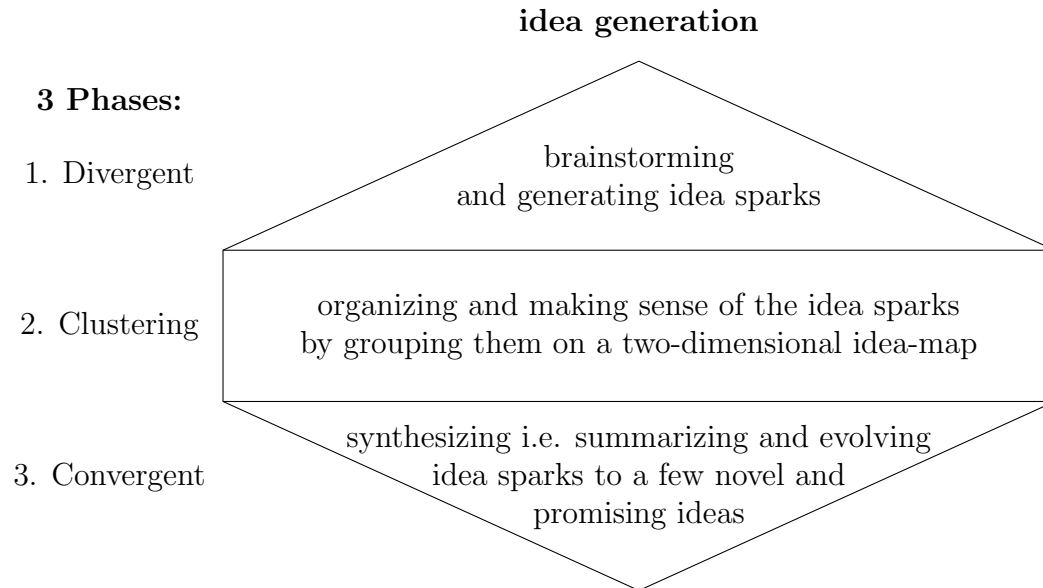 idea generation
3 Phases:
1. Divergent
brainstorming
and generating idea sparks
2. Clustering
organizing and making sense of the idea sparks
by grouping them on a two-dimensional idea-map
3. Convergent
synthesizing i.e. summarizing and evolving
idea sparks to a few novel and
promising ideas